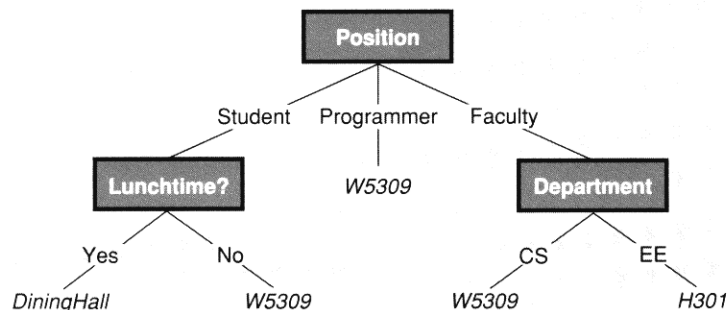 Position
Student Programmer Faculty
Lunchtime? W5309 Department
Yes No CS EE
DiningHall W5309 W5309 H301